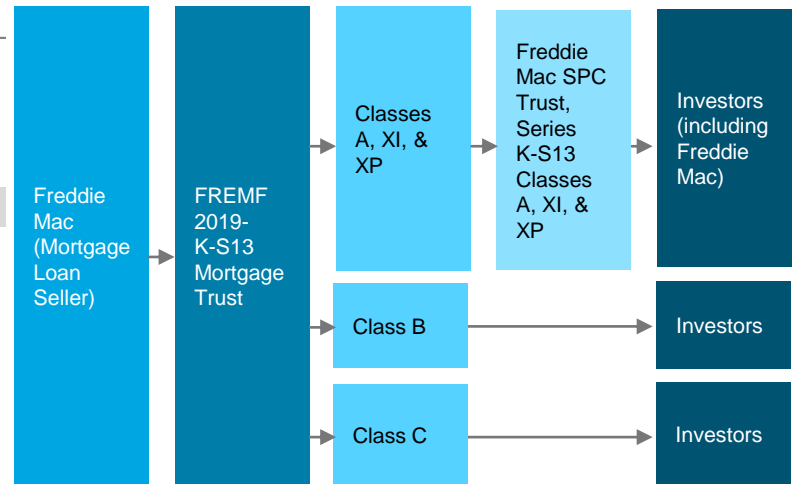 Freddie
Mac
(Mortgage
Loan
Seller)
FREMF
2019-
K-S13
Mortgage
Trust
Classes
A, XI, &
XP
Freddie
Mac SPC
Trust,
Series
K-S13
Classes
A, XI, &
XP
Investors
(including
Freddie
Mac)
Class B
Investors
Class C
Investors